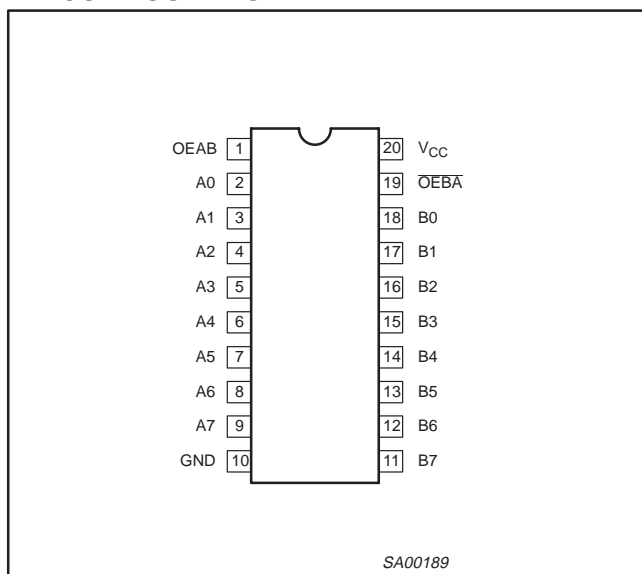 OEAB 1 20 VCC
A0 2 19 OEBA
A1 3 18 B0
A2 4 17 B1
A3 5 16 B2
A4 6 15 B3
A5 7 14 B4
A6 8 13 B5
A7 9 12 B6
GND 10 11 B7
SA00189